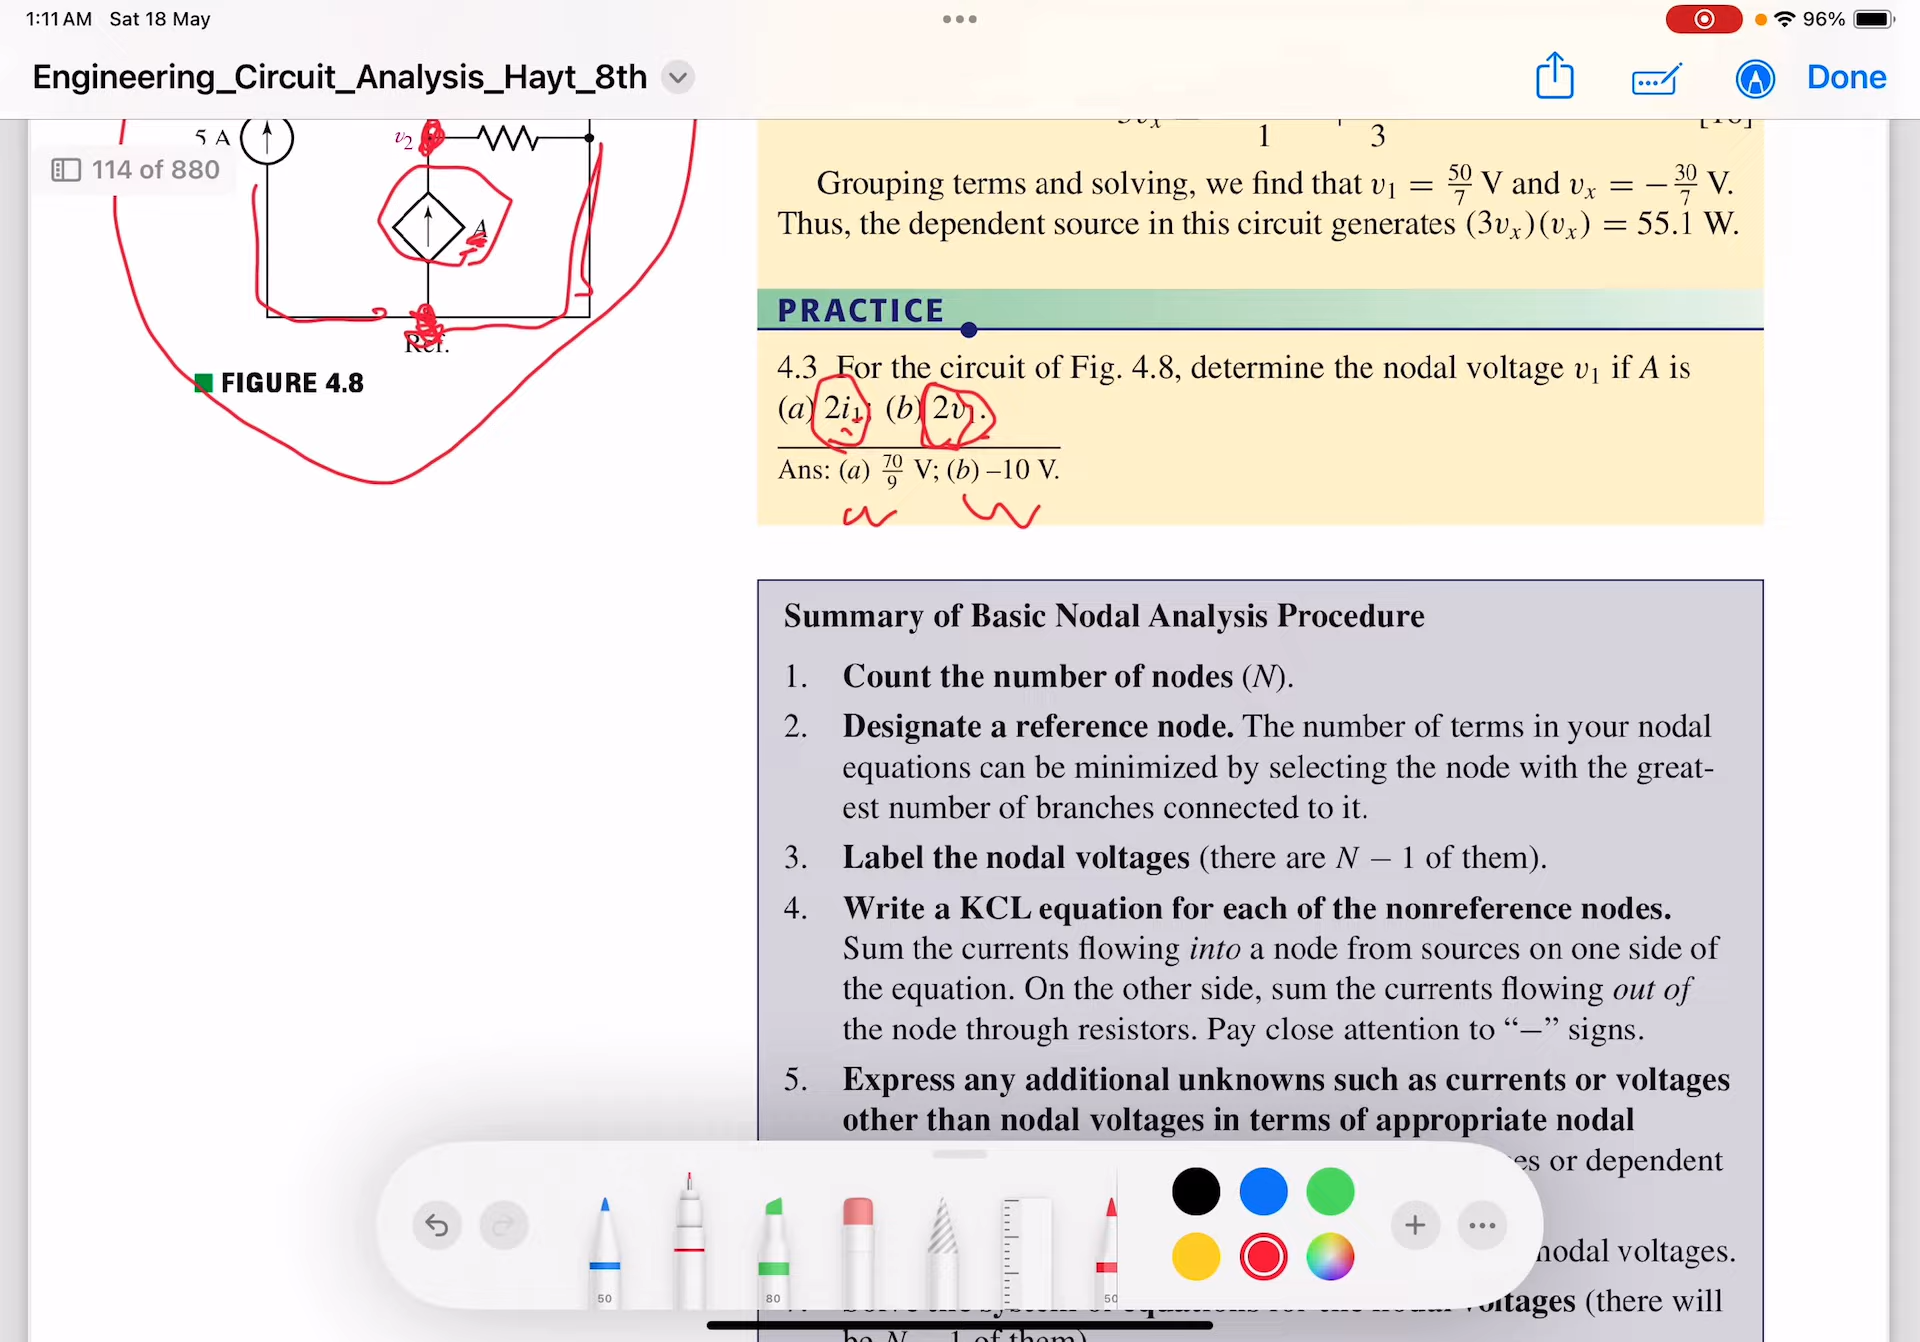 1:11 AM Sat 18 May
96%
Engineering_Circuit_Analysis_Hayt_8th
Done
5 A
v2
114 of 880
A
Ref.
FIGURE 4.8
1 3
Grouping terms and solving, we find that v1 = 50/7 V and vx = −30/7 V.
Thus, the dependent source in this circuit generates (3vx)(vx) = 55.1 W.
PRACTICE
4.3 For the circuit of Fig. 4.8, determine the nodal voltage v1 if A is
(a) 2i1; (b) 2v1.
Ans: (a) 70/9 V; (b) –10 V.
Summary of Basic Nodal Analysis Procedure
1. Count the number of nodes (N).
2. Designate a reference node. The number of terms in your nodal
equations can be minimized by selecting the node with the great-
est number of branches connected to it.
3. Label the nodal voltages (there are N − 1 of them).
4. Write a KCL equation for each of the nonreference nodes.
Sum the currents flowing into a node from sources on one side of
the equation. On the other side, sum the currents flowing out of
the node through resistors. Pay close attention to “−” signs.
5. Express any additional unknowns such as currents or voltages
other than nodal voltages in terms of appropriate nodal
or dependent
nodal voltages.
voltages (there will
be N − 1 of them)
50
80
50